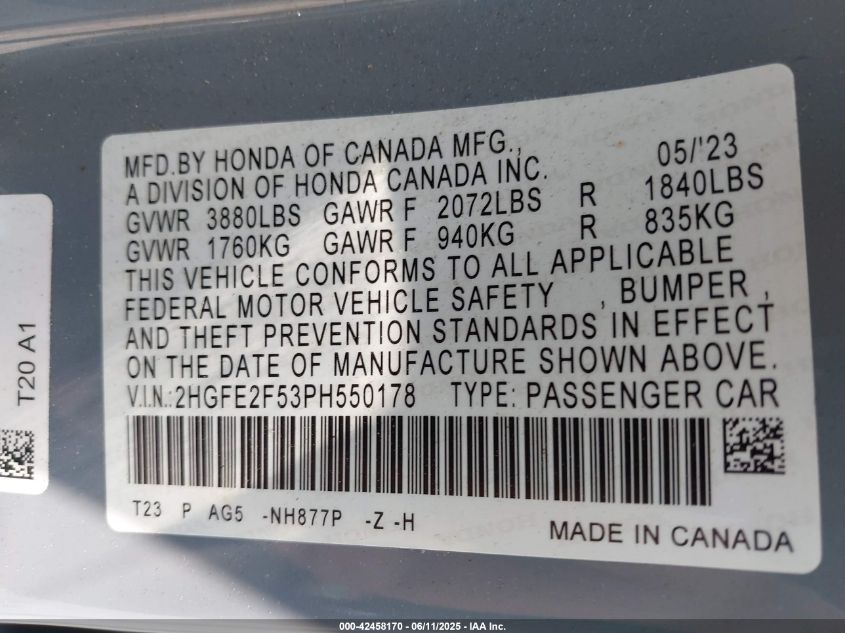 MFD.BY HONDA OF CANADA MFG., 05/'23
A DIVISION OF HONDA CANADA INC.
GVWR 3880LBS GAWR F 2072LBS R 1840LBS
GVWR 1760KG GAWR F 940KG R 835KG
THIS VEHICLE CONFORMS TO ALL APPLICABLE
FEDERAL MOTOR VEHICLE SAFETY , BUMPER ,
AND THEFT PREVENTION STANDARDS IN EFFECT
ON THE DATE OF MANUFACTURE SHOWN ABOVE.
V.I.N.:2HGFE2F53PH550178 TYPE: PASSENGER CAR
T23 P AG5 -NH877P -Z -H
MADE IN CANADA
T20 A1
000-42458170 - 06/11/2025 - IAA Inc.